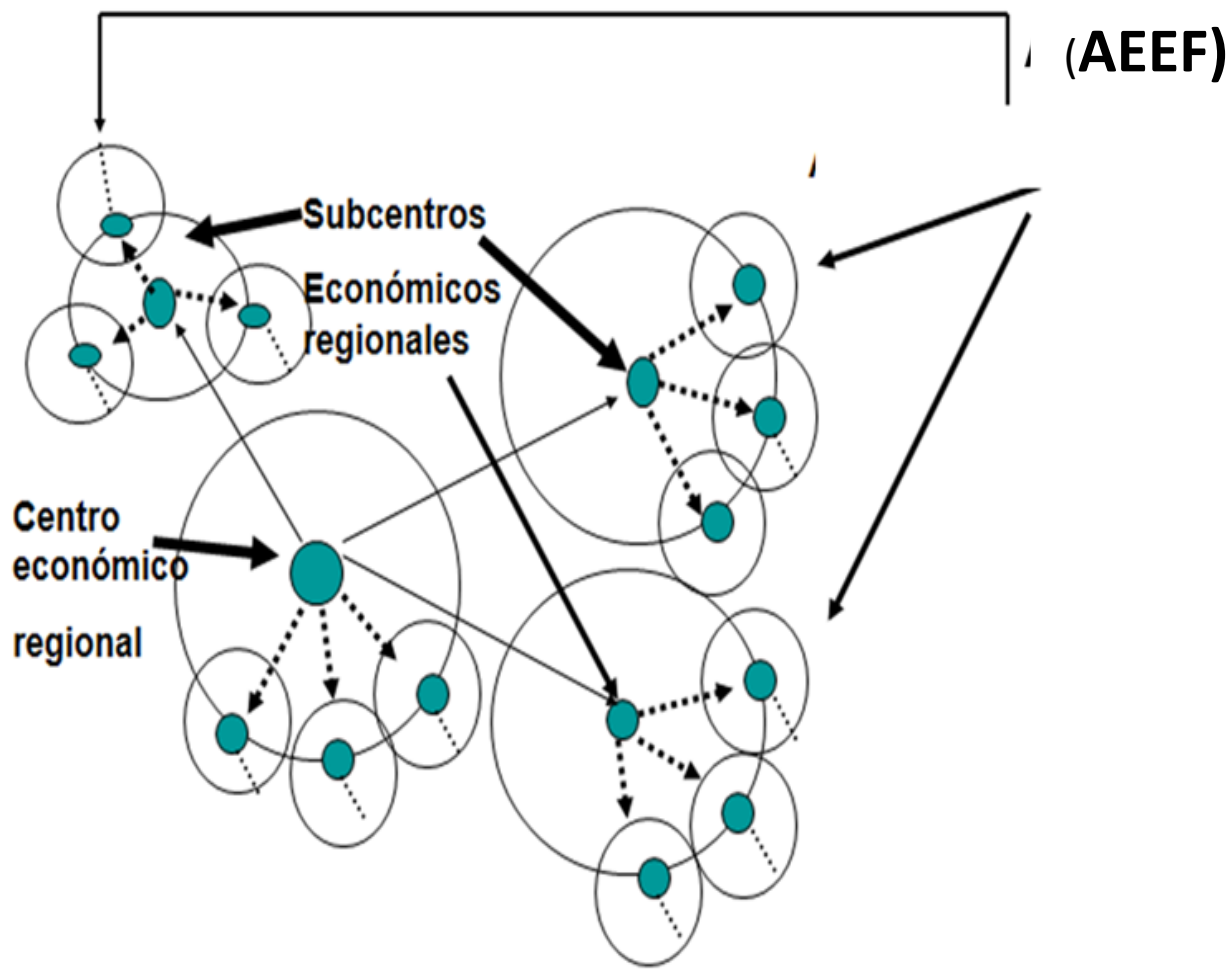 (AEEF)
Subcentros
Económicos
regionales
Centro
económico
regional